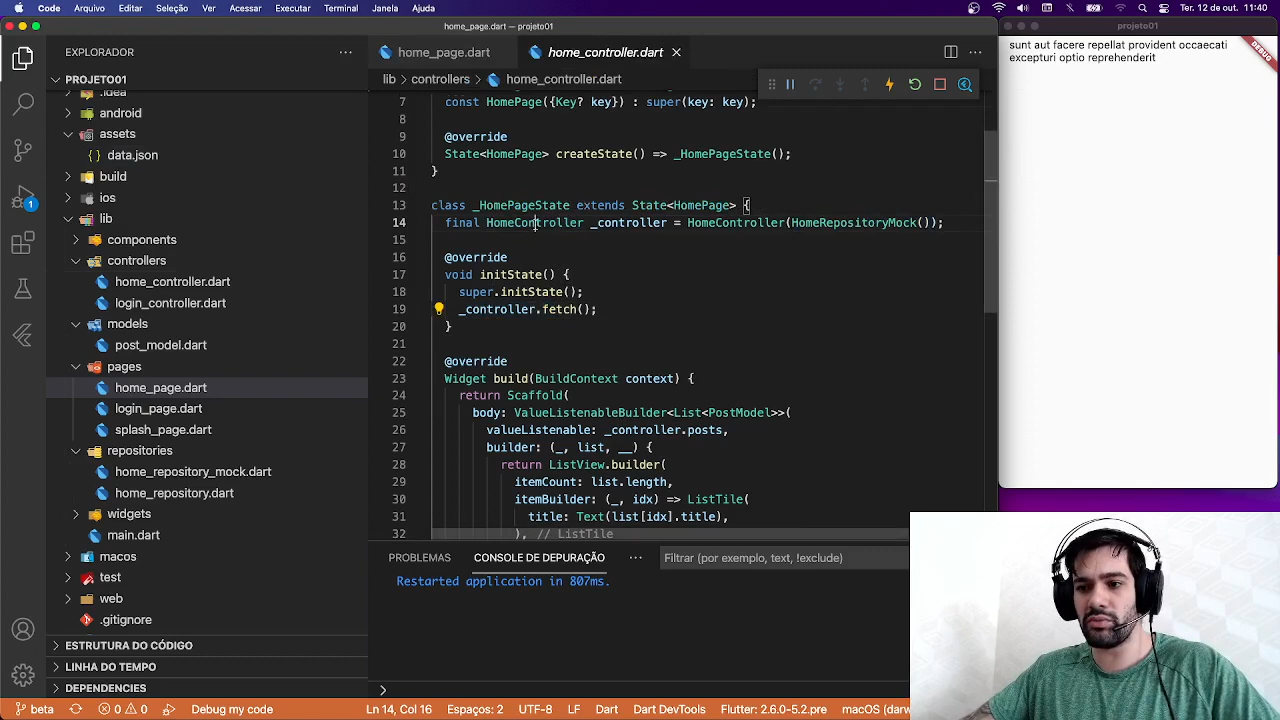 Code Arquivo Editar Seleção Ver Acessar Executar Terminal Janela Ajuda
Ter 12 de out. 11:40
home_page.dart — projeto01
projeto01
EXPLORADOR
home_page.dart
home_controller.dart
PROJETO01
lib > controllers > home_controller.dart
.idea
android
assets
data.json
build
ios
lib
components
controllers
home_controller.dart
login_controller.dart
models
post_model.dart
pages
home_page.dart
login_page.dart
splash_page.dart
repositories
home_repository_mock.dart
home_repository.dart
widgets
main.dart
macos
test
web
.gitignore
ESTRUTURA DO CÓDIGO
LINHA DO TEMPO
DEPENDENCIES
1
7 const HomePage({Key? key}) : super(key: key);
8
9 @override
10 State<HomePage> createState() => _HomePageState();
11 }
12
13 class _HomePageState extends State<HomePage> {
14 final HomeController _controller = HomeController(HomeRepositoryMock());
15
16 @override
17 void initState() {
18 super.initState();
19 _controller.fetch();
20 }
21
22 @override
23 Widget build(BuildContext context) {
24 return Scaffold(
25 body: ValueListenableBuilder<List<PostModel>>(
26 valueListenable: _controller.posts,
27 builder: (_, list, __) {
28 return ListView.builder(
29 itemCount: list.length,
30 itemBuilder: (_, idx) => ListTile(
31 title: Text(list[idx].title),
32 ), // ListTile
PROBLEMAS CONSOLE DE DEPURAÇÃO ... Filtrar (por exemplo, text, !exclude)
Restarted application in 807ms.
sunt aut facere repellat provident occaecati
excepturi optio reprehenderit
DEBUG
beta 0 0 Debug my code Ln 14, Col 16 Espaços: 2 UTF-8 LF Dart Dart DevTools Flutter: 2.6.0-5.2.pre macOS (darw